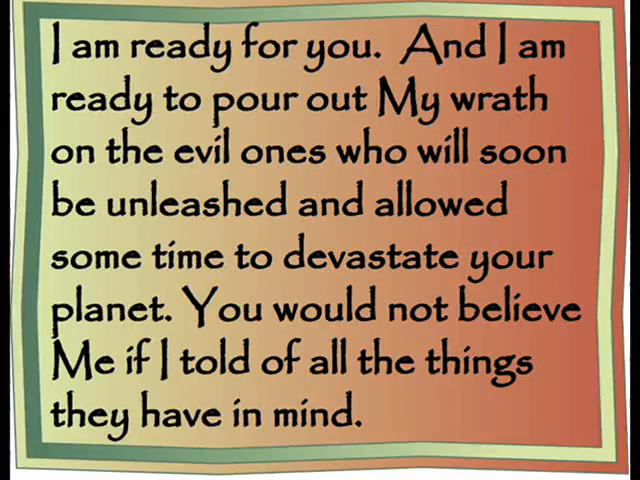 I am ready for you. And I am
ready to pour out My wrath
on the evil ones who will soon
be unleashed and allowed
some time to devastate your
planet. You would not believe
Me if I told of all the things
they have in mind.